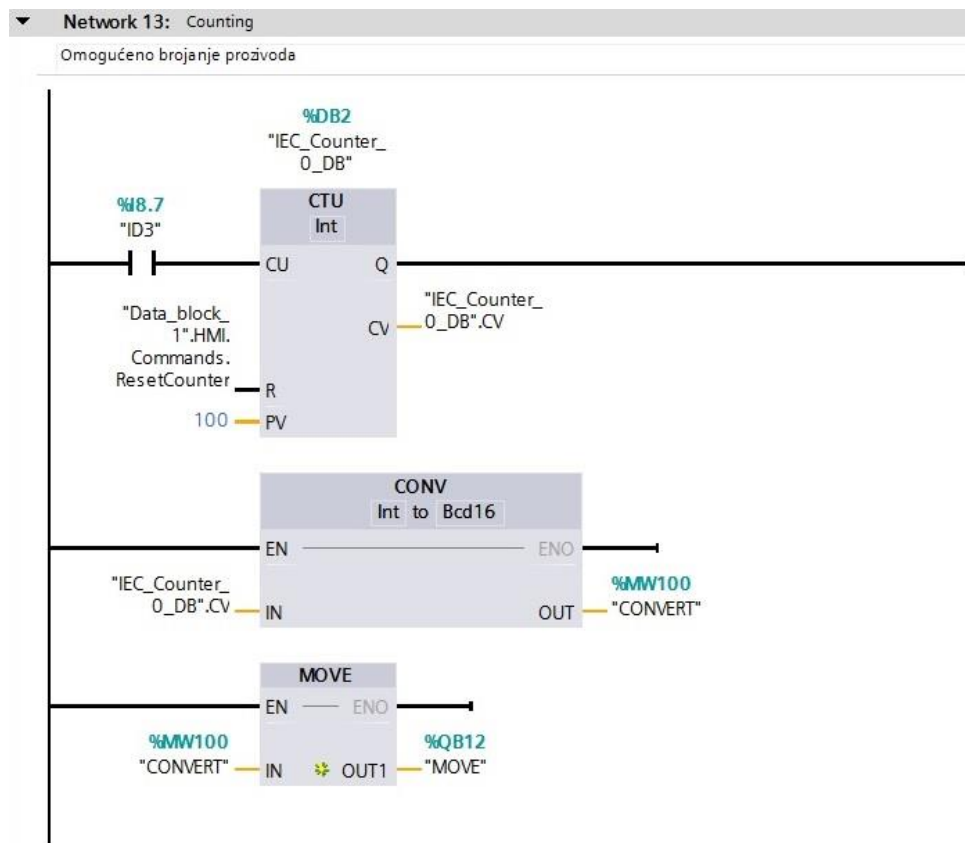 Network 13: Counting
Omogućeno brojanje prozivoda
%DB2
"IEC_Counter_
0_DB"
CTU
Int
%I8.7
"ID3"
CU
Q
"Data_block_
1".HMI.
Commands.
ResetCounter
R
CV
"IEC_Counter_
0_DB".CV
100
PV
CONV
Int to Bcd16
EN
ENO
"IEC_Counter_
0_DB".CV
IN
OUT
%MW100
"CONVERT"
MOVE
EN
ENO
%MW100
"CONVERT"
IN
OUT1
%QB12
"MOVE"